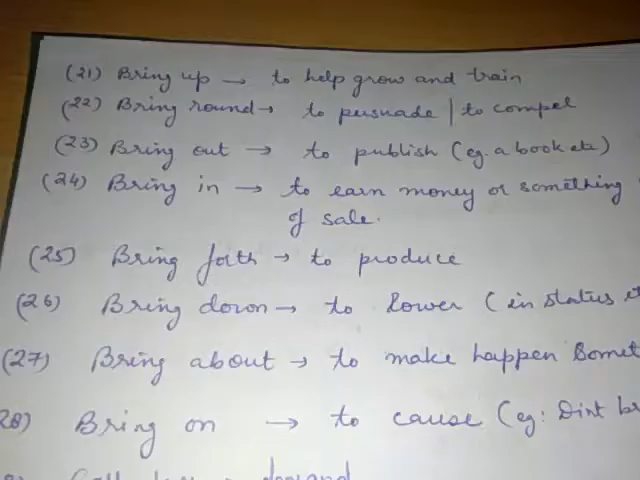 (21) Bring up → to help grow and train
(22) Bring round → to persuade | to compel
(23) Bring out → to publish (eg. a book etc)
(24) Bring in → to earn money or something
of sale.
(25) Bring forth → to produce
(26) Bring down → to lower (in status
(27) Bring about → to make happen
28) Bring on → to cause (eg: Dirt
demand